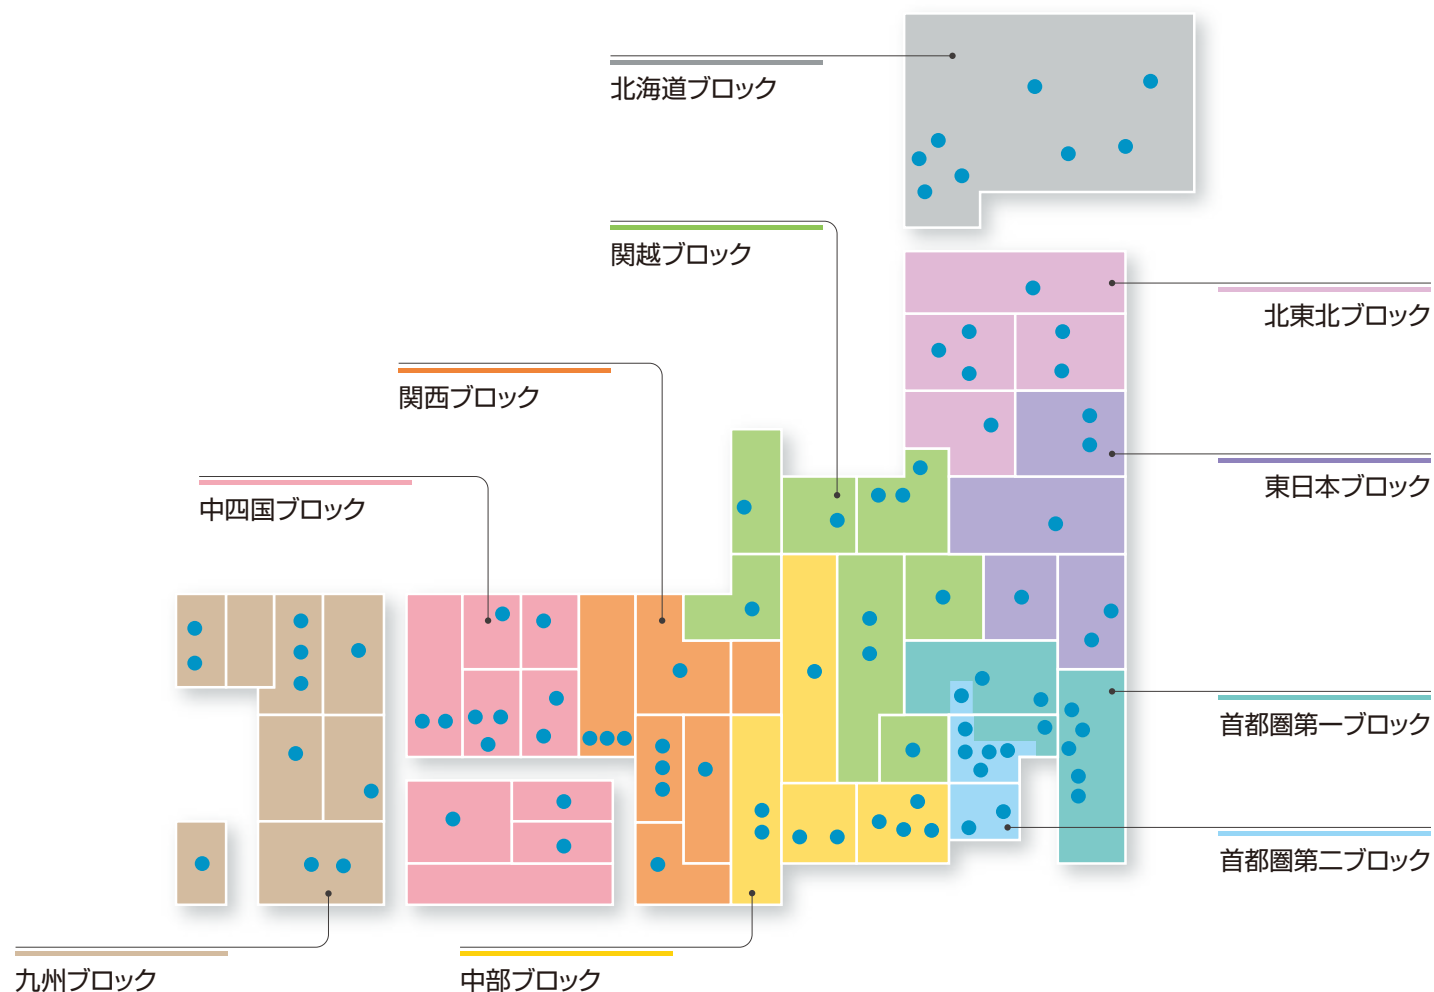 北海道ブロック
関越ブロック
北東北ブロック
関西ブロック
東日本ブロック
中四国ブロック
首都圏第一ブロック
首都圏第二ブロック
九州ブロック
中部ブロック